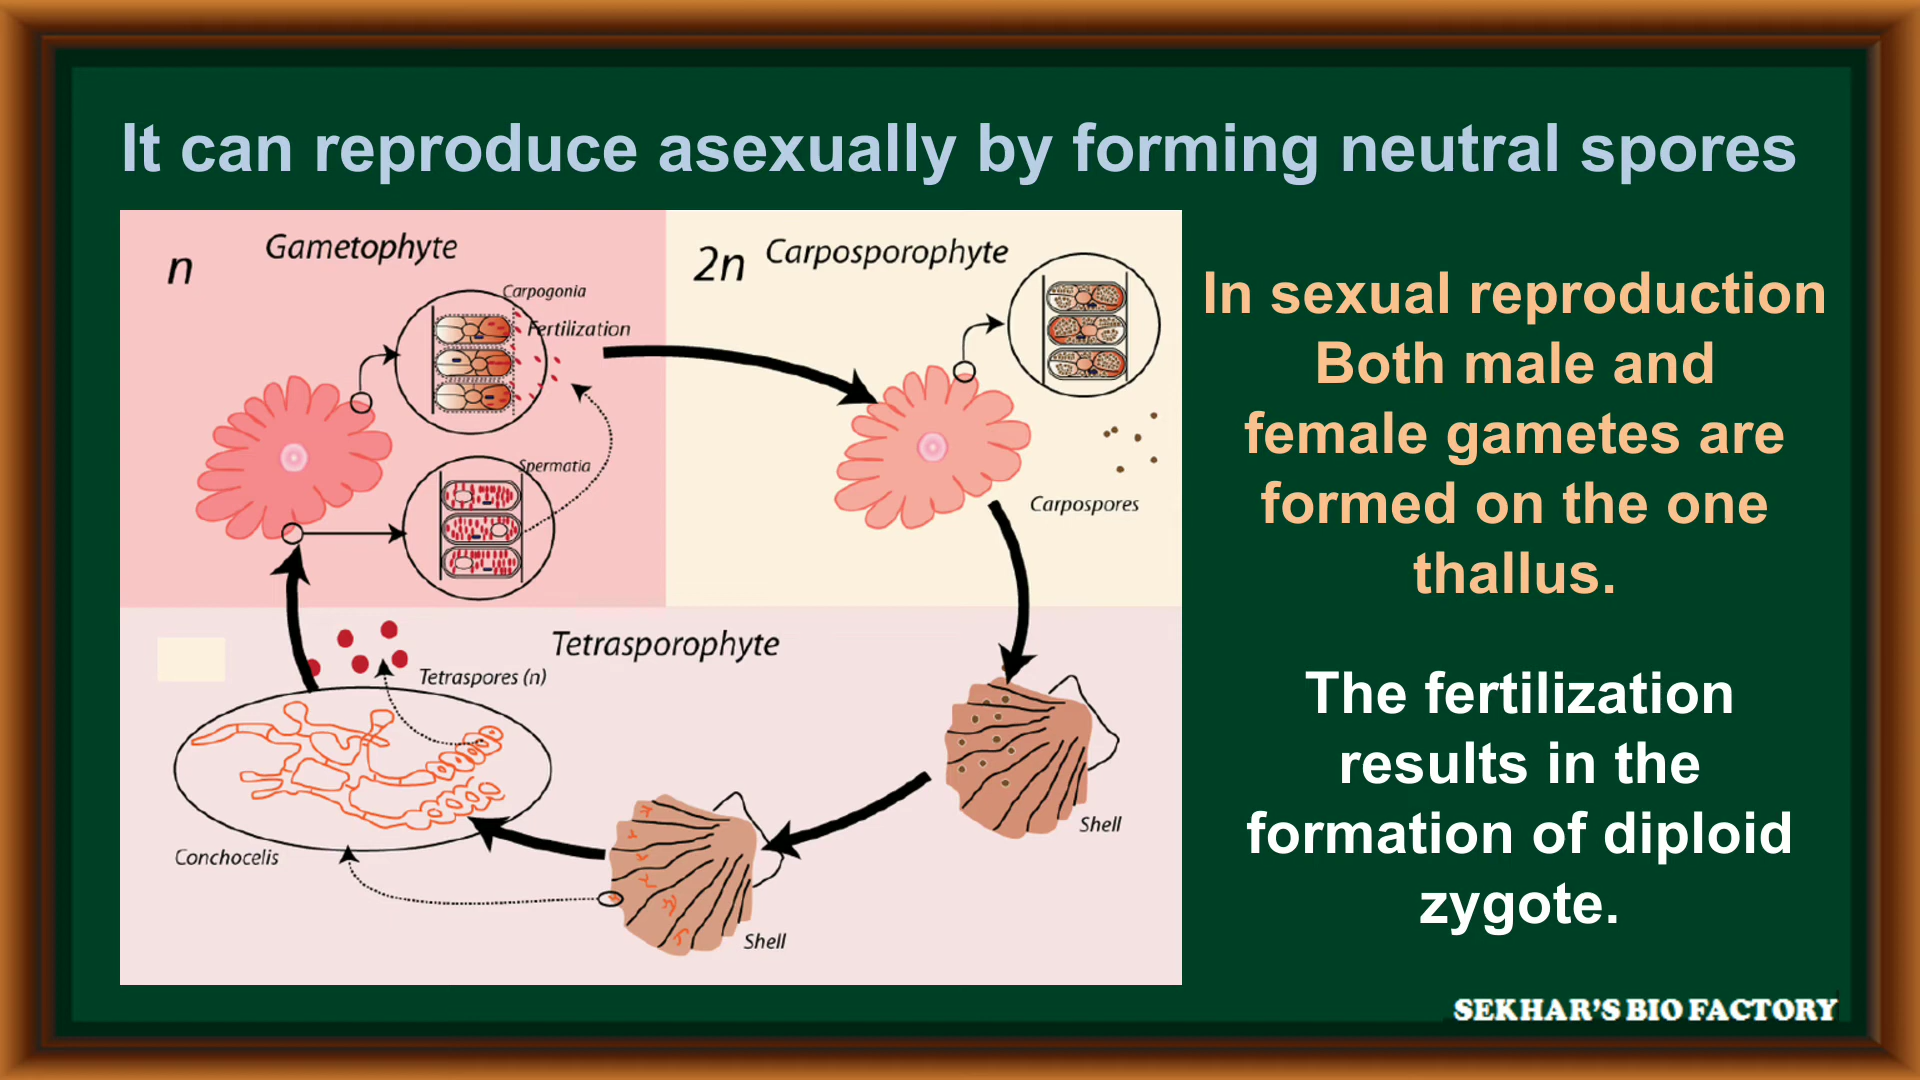 It can reproduce asexually by forming neutral spores
n
Gametophyte
Carpogonia
Fertilization
Spermatia
2n
Carposporophyte
Carpospores
Tetrasporophyte
Tetraspores (n)
Conchocelis
Shell
Shell
In sexual reproduction
Both male and
female gametes are
formed on the one
thallus.
The fertilization
results in the
formation of diploid
zygote.
SEKHAR'S BIO FACTORY